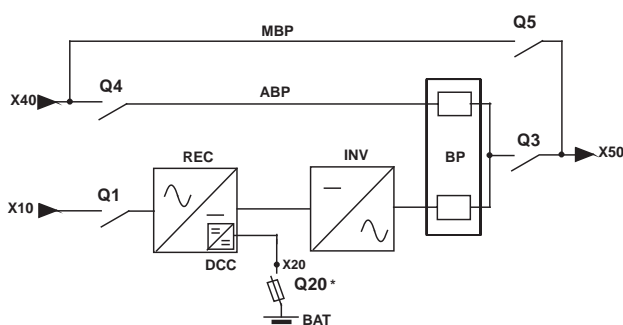 MBP
Q5
X40
Q4
ABP
REC
INV
BP
Q3
X50
X10
Q1
DCC
X20
Q20 *
BAT